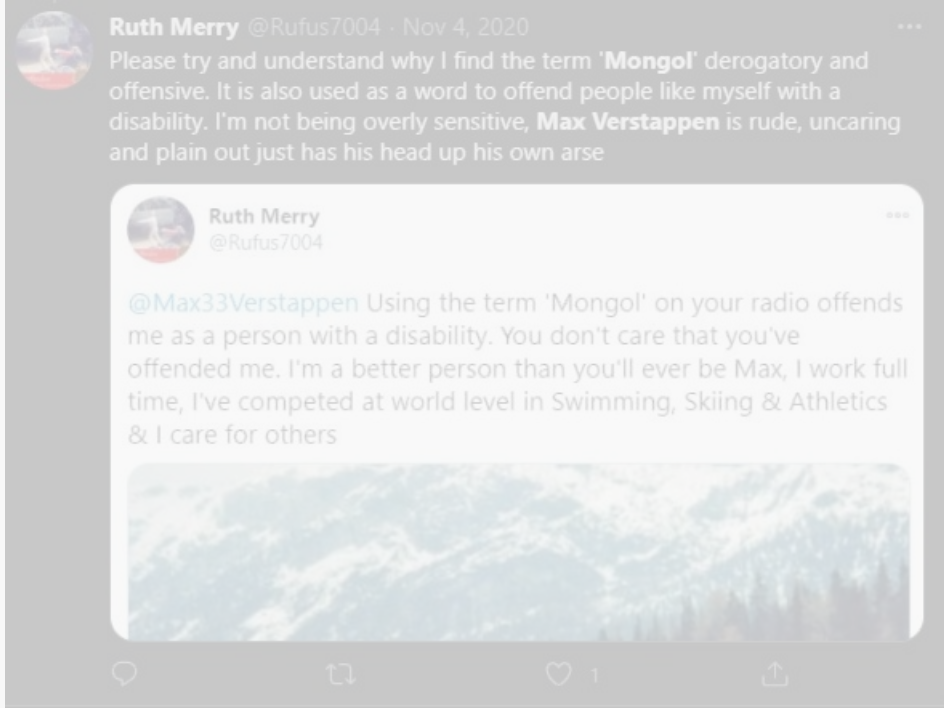 Ruth Merry @Rufus7004 · Nov 4, 2020
Please try and understand why I find the term 'Mongol' derogatory and
offensive. It is also used as a word to offend people like myself with a
disability. I'm not being overly sensitive, Max Verstappen is rude, uncaring
and plain out just has his head up his own arse
Ruth Merry
@Rufus7004
@Max33Verstappen Using the term 'Mongol' on your radio offends
me as a person with a disability. You don't care that you've
offended me. I'm a better person than you'll ever be Max, I work full
time, I've competed at world level in Swimming, Skiing & Athletics
& I care for others
1